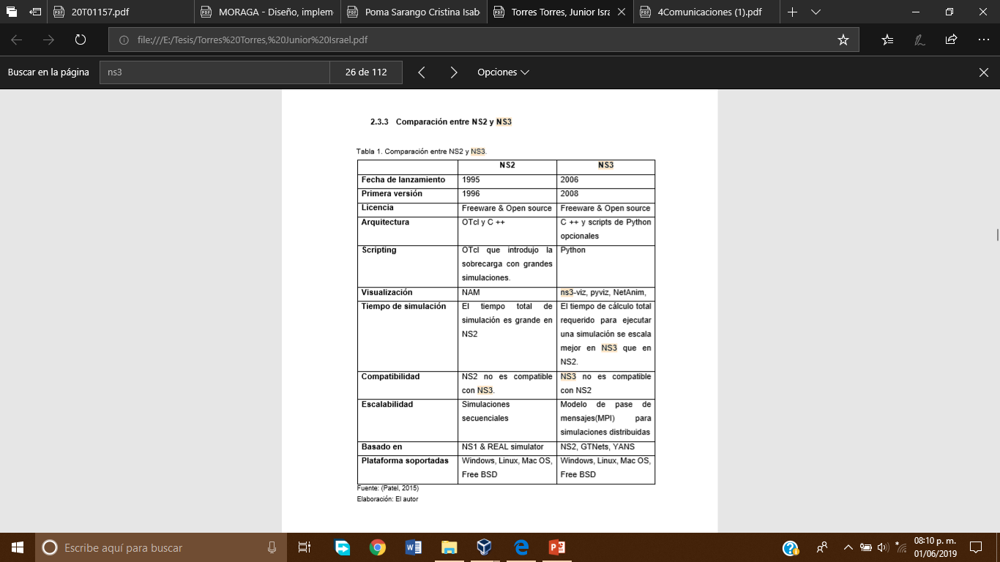 20T01157.pdf
MORAGA - Diseño, implem
Poma Sarango Cristina Isab
Torres Torres, Junior Isra
4Comunicaciones (1).pdf
file:///E:/Tesis/Torres%20Torres,%20Junior%20Israel.pdf
Buscar en la página
ns3
26 de 112
Opciones
2.3.3 Comparación entre NS2 y NS3
Tabla 1. Comparación entre NS2 y NS3.
NS2
NS3
Fecha de lanzamiento
1995
2006
Primera versión
1996
2008
Licencia
Freeware & Open source
Freeware & Open source
Arquitectura
OTcl y C ++
C ++ y scripts de Python
opcionales
Scripting
OTcl que introdujo la
sobrecarga con grandes
simulaciones.
Python
Visualización
NAM
ns3-viz, pyviz, NetAnim,
Tiempo de simulación
El tiempo total de
simulación es grande en
NS2
El tiempo de cálculo total
requerido para ejecutar
una simulación se escala
mejor en NS3 que en
NS2.
Compatibilidad
NS2 no es compatible
con NS3.
NS3 no es compatible
con NS2
Escalabilidad
Simulaciones
secuenciales
Modelo de pase de
mensajes(MPI) para
simulaciones distribuidas
Basado en
NS1 & REAL simulator
NS2, GTNets, YANS
Plataforma soportadas
Windows, Linux, Mac OS,
Free BSD
Windows, Linux, Mac OS,
Free BSD
Fuente: (Patel, 2015)
Elaboración: El autor
Escribe aquí para buscar
08:10 p. m.
01/06/2019